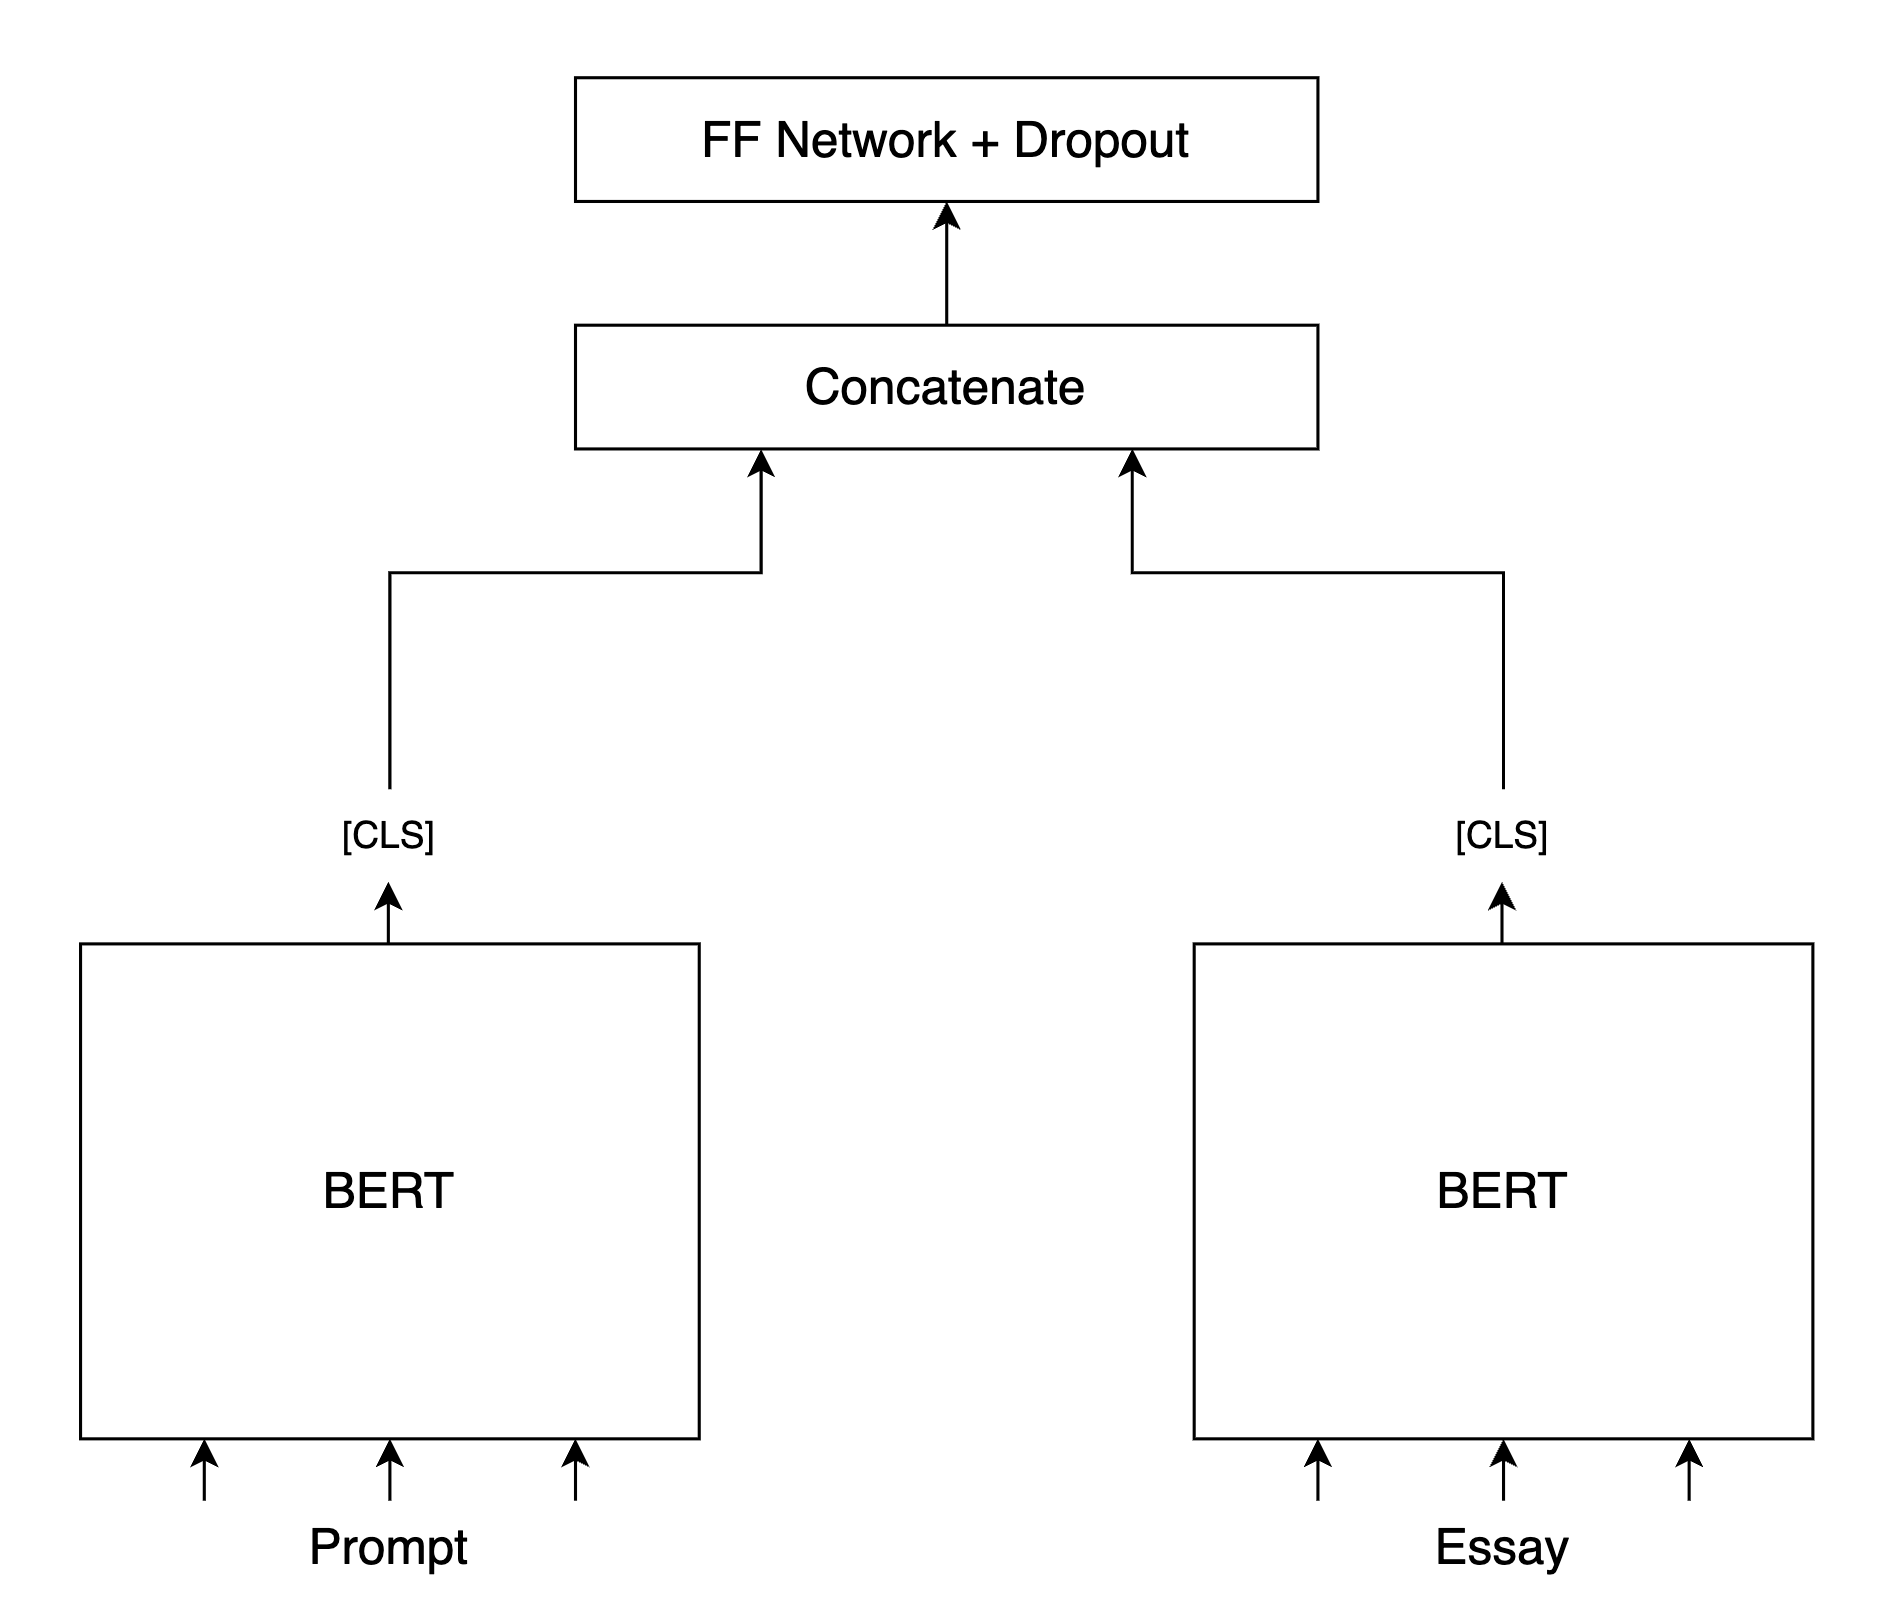 FF Network + Dropout
Concatenate
[CLS]
[CLS]
BERT
BERT
Prompt
Essay